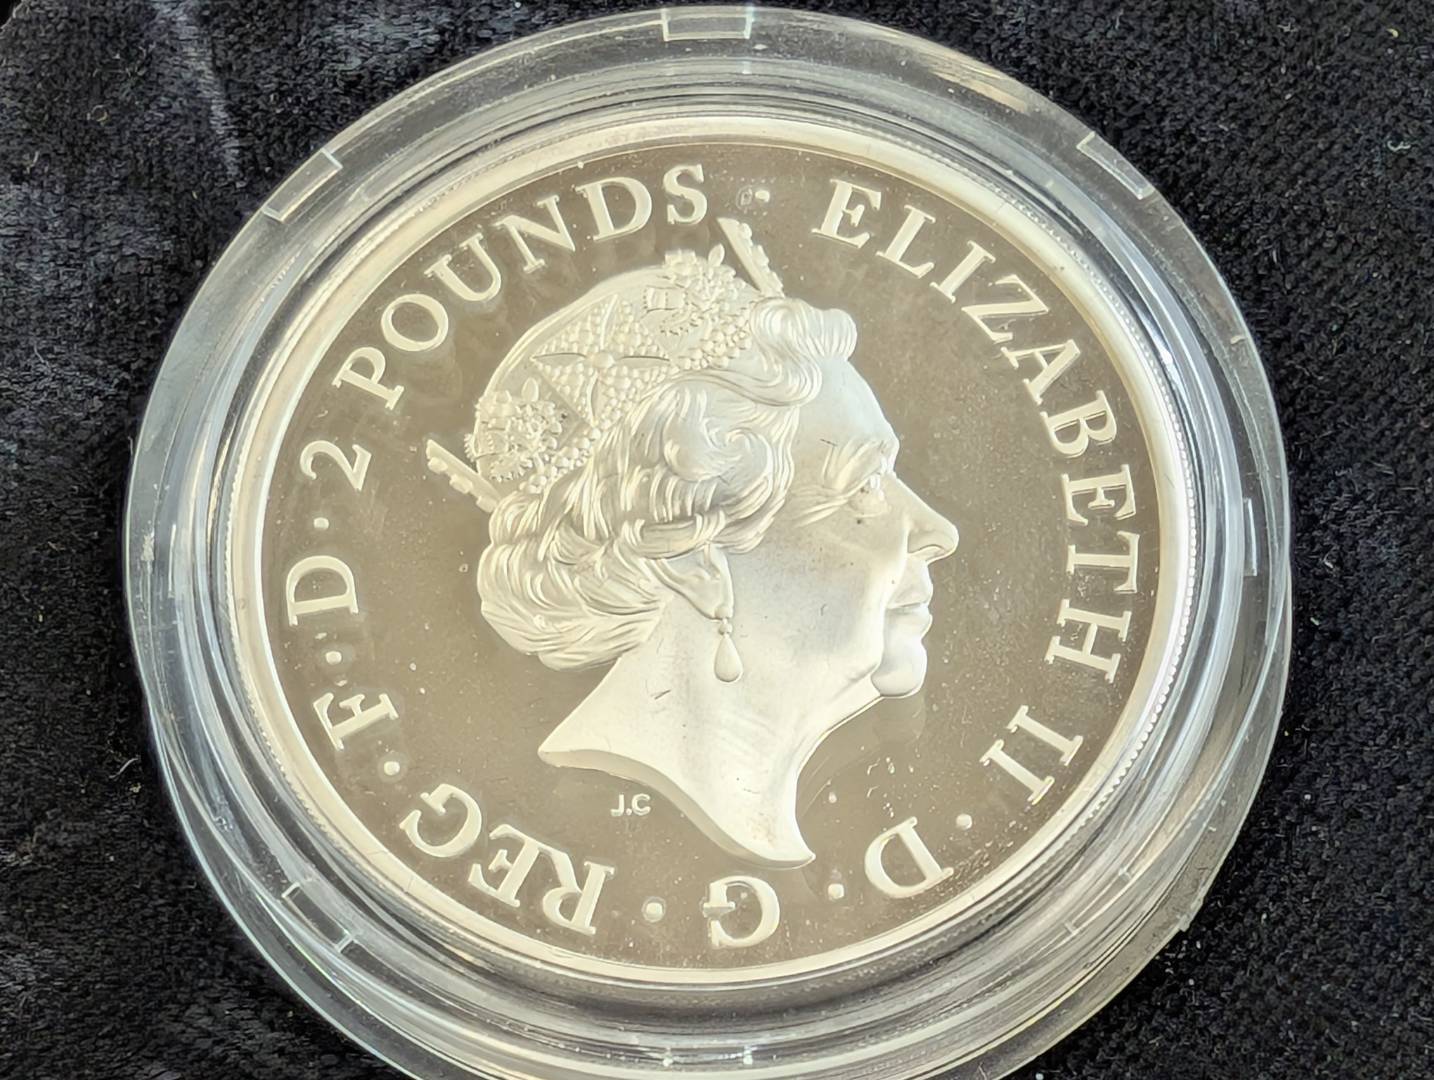 ELIZABETH II · D · G · REG · F · D · 2 POUNDS ·
J.C